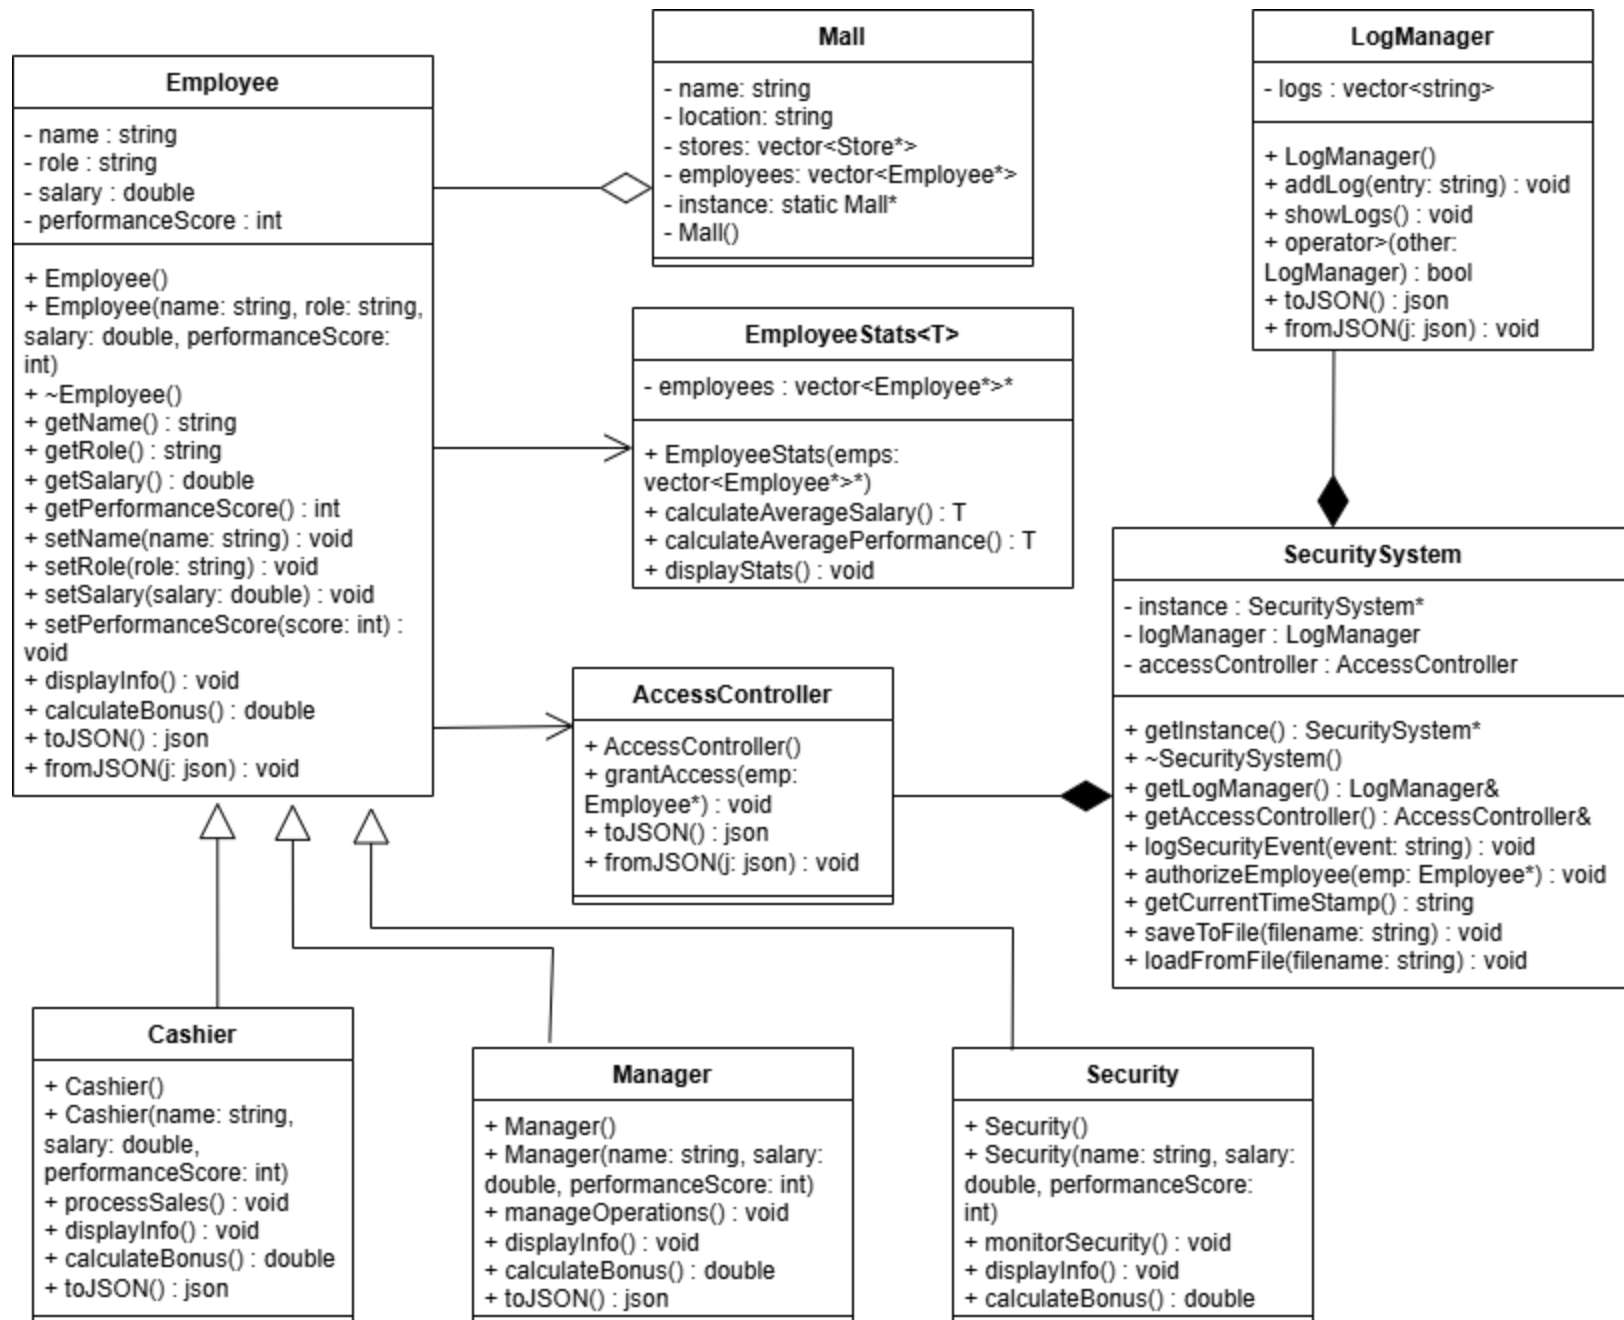 Employee
- name : string
- role : string
- salary : double
- performanceScore : int
+ Employee()
+ Employee(name: string, role: string,
salary: double, performanceScore:
int)
+ ~Employee()
+ getName() : string
+ getRole() : string
+ getSalary() : double
+ getPerformanceScore() : int
+ setName(name: string) : void
+ setRole(role: string) : void
+ setSalary(salary: double) : void
+ setPerformanceScore(score: int) :
void
+ displayInfo() : void
+ calculateBonus() : double
+ toJSON() : json
+ fromJSON(j: json) : void
Mall
- name: string
- location: string
- stores: vector<Store*>
- employees: vector<Employee*>
- instance: static Mall*
- Mall()
LogManager
- logs : vector<string>
+ LogManager()
+ addLog(entry: string) : void
+ showLogs() : void
+ operator>(other:
LogManager) : bool
+ toJSON() : json
+ fromJSON(j: json) : void
EmployeeStats<T>
- employees : vector<Employee*>*
+ EmployeeStats(emps:
vector<Employee*>*)
+ calculateAverageSalary() : T
+ calculateAveragePerformance() : T
+ displayStats() : void
AccessController
+ AccessController()
+ grantAccess(emp:
Employee*) : void
+ toJSON() : json
+ fromJSON(j: json) : void
SecuritySystem
- instance : SecuritySystem*
- logManager : LogManager
- accessController : AccessController
+ getInstance() : SecuritySystem*
+ ~SecuritySystem()
+ getLogManager() : LogManager&
+ getAccessController() : AccessController&
+ logSecurityEvent(event: string) : void
+ authorizeEmployee(emp: Employee*) : void
+ getCurrentTimeStamp() : string
+ saveToFile(filename: string) : void
+ loadFromFile(filename: string) : void
Cashier
+ Cashier()
+ Cashier(name: string,
salary: double,
performanceScore: int)
+ processSales() : void
+ displayInfo() : void
+ calculateBonus() : double
+ toJSON() : json
Manager
+ Manager()
+ Manager(name: string, salary:
double, performanceScore: int)
+ manageOperations() : void
+ displayInfo() : void
+ calculateBonus() : double
+ toJSON() : json
Security
+ Security()
+ Security(name: string, salary:
double, performanceScore:
int)
+ monitorSecurity() : void
+ displayInfo() : void
+ calculateBonus() : double